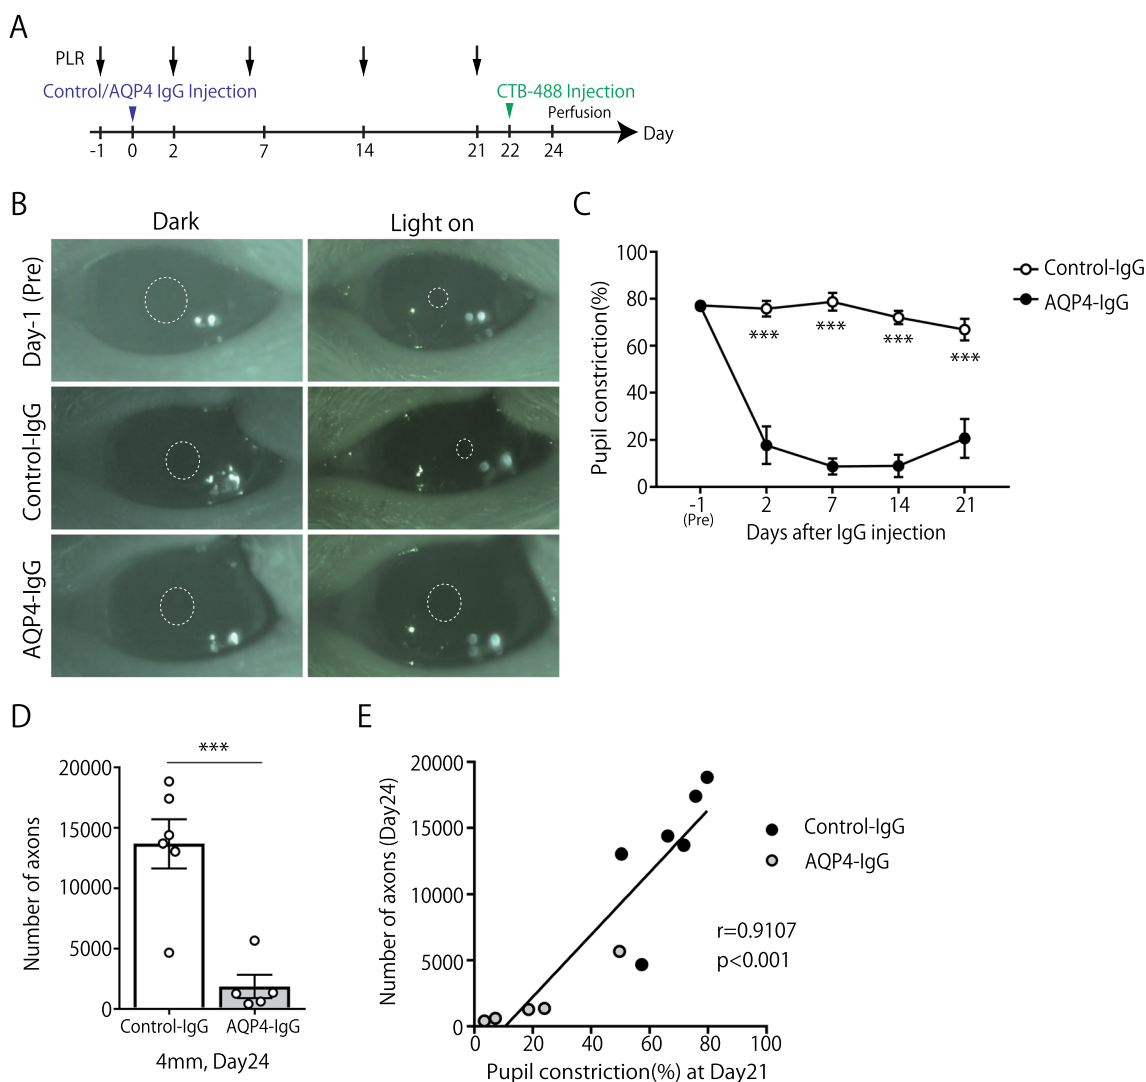 A
PLR
Control/AQP4 IgG Injection
CTB-488 Injection
Perfusion
Day
-1 0 2 7 14 21 22 24
B
Dark
Light on
Day-1 (Pre)
Control-IgG
AQP4-IgG
C
Pupil constriction(%)
100
80
60
40
20
0
*** *** *** ***
-1 2 7 14 21
(Pre)
Days after IgG injection
Control-IgG
AQP4-IgG
D
***
Number of axons
20000
15000
10000
5000
0
Control-IgG AQP4-IgG
4mm, Day24
E
Number of axons (Day24)
20000
15000
10000
5000
0
0 20 40 60 80 100
Pupil constriction(%) at Day21
Control-IgG
AQP4-IgG
r=0.9107
p<0.001